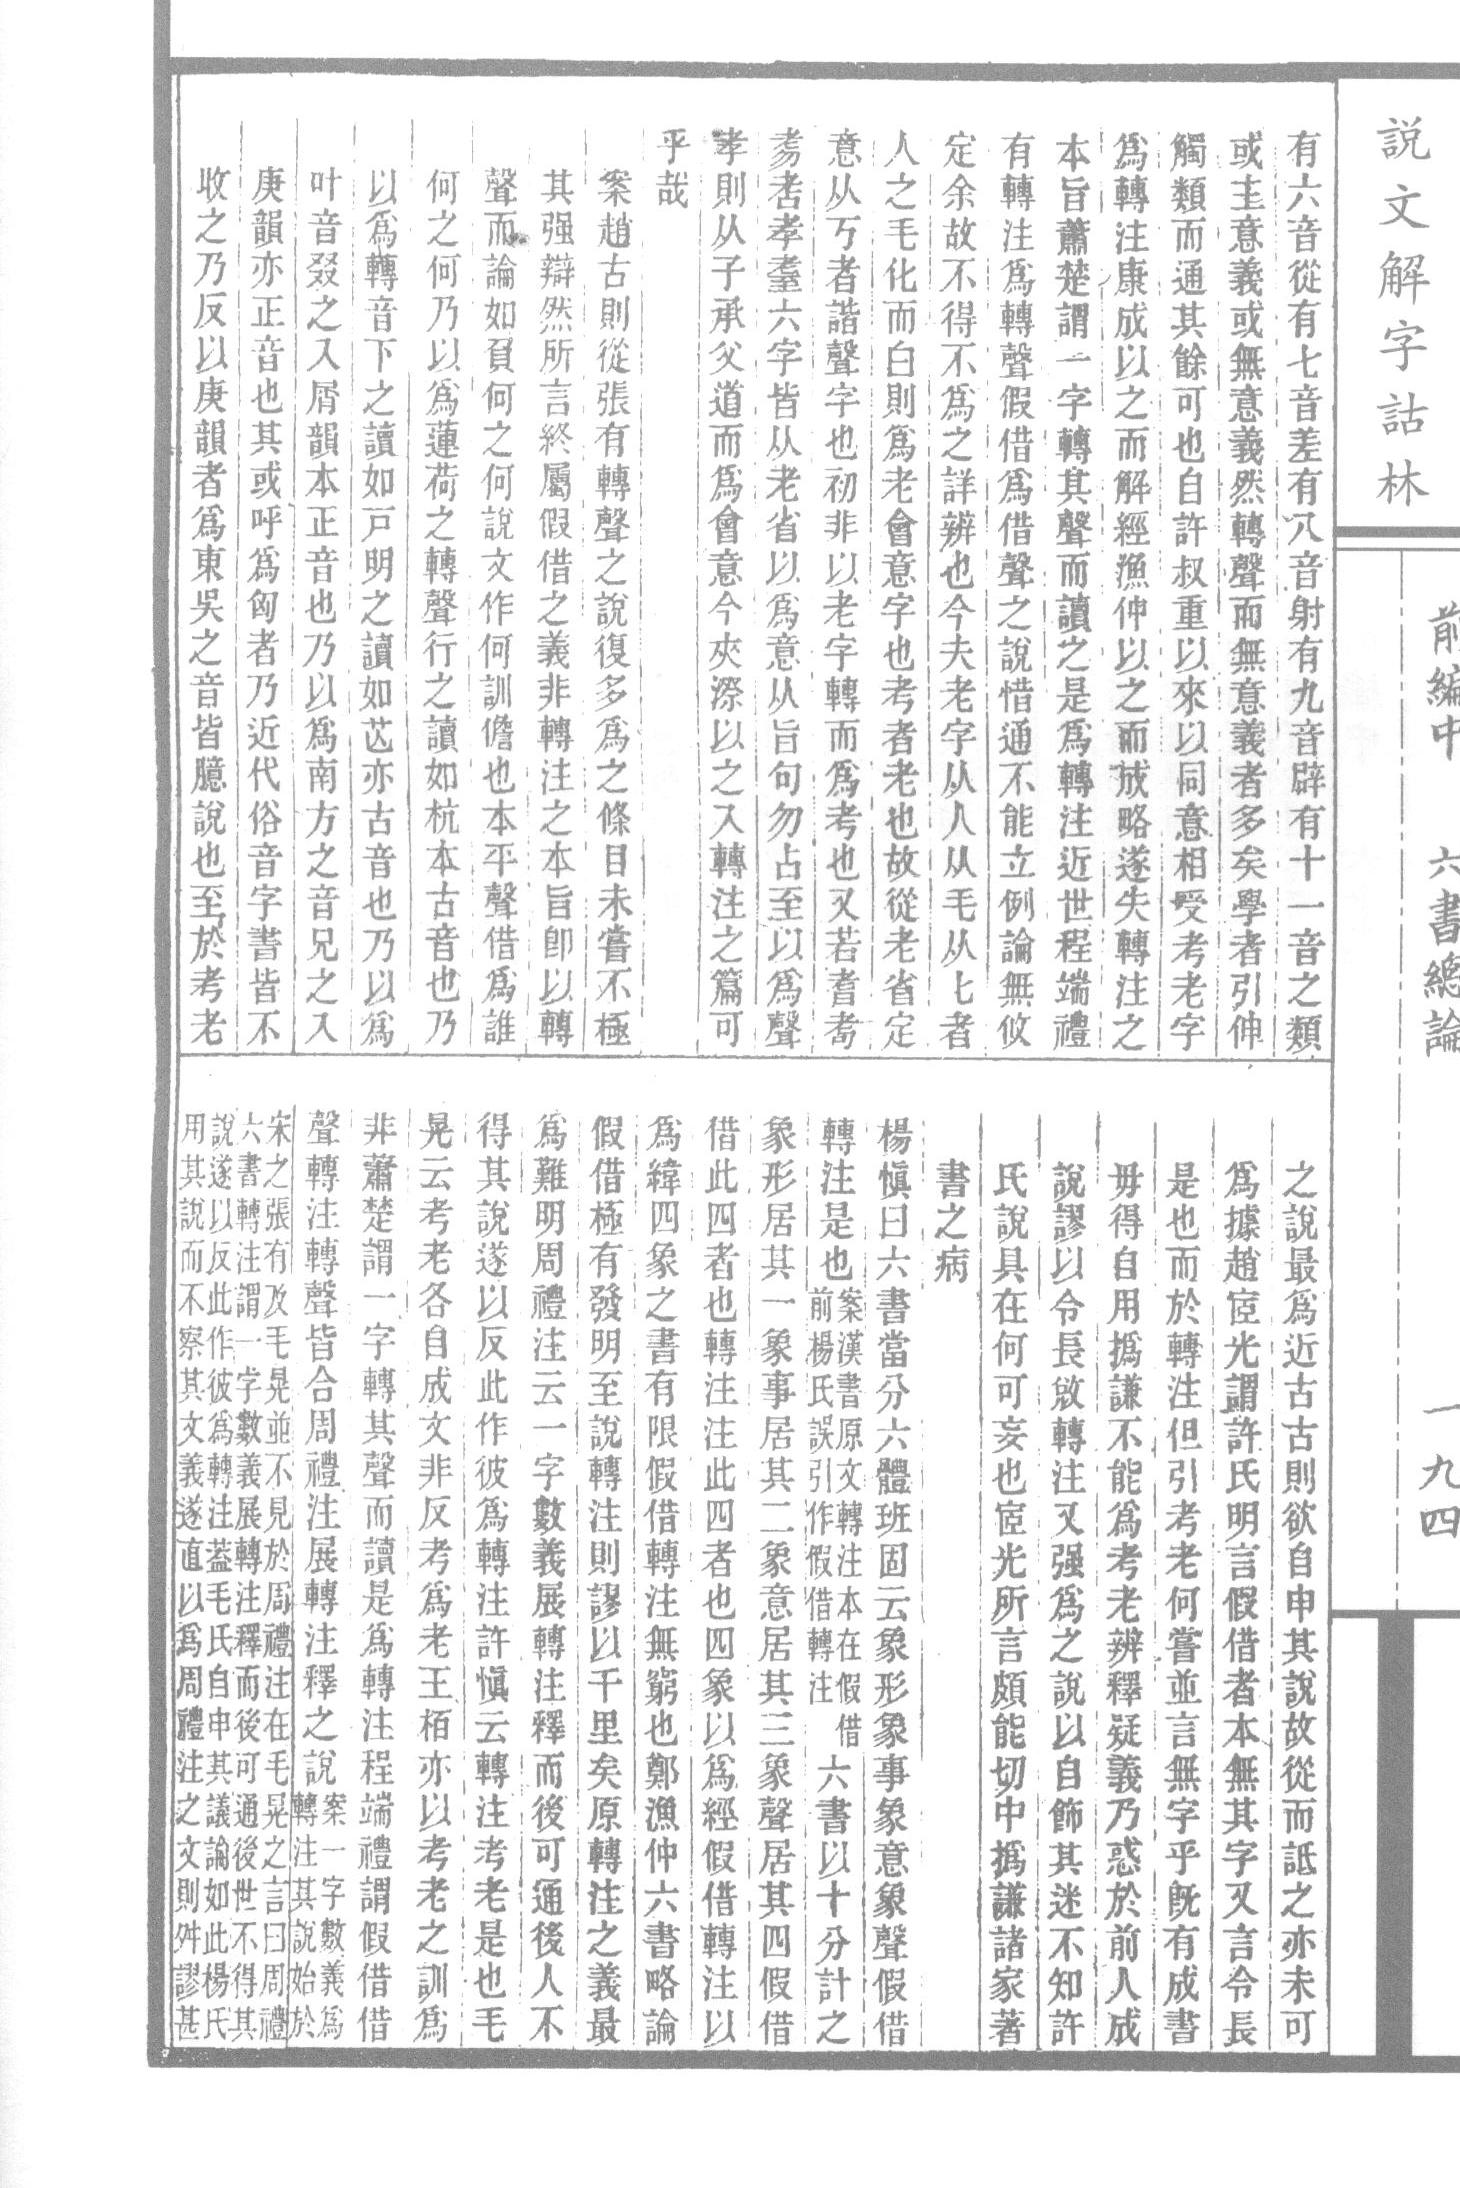 説文解字詁林
前編中　六書總論
一九四
有六音從有七音差有八音射有九音辟有十一音之類
或主意義或無意義然轉聲而無意義者多矣學者引伸
觸類而通其餘可也自許叔重以來以同意相受考老字
爲轉注康成以之而解經漁仲以之而成略遂失轉注之
本旨蕭楚謂一字轉其聲而讀之是爲轉注近世程端禮
有轉注爲轉聲假借爲借聲之說惜通不能立例論無攸
定余故不得不爲之詳辨也今夫老字从人从毛从七者
人之毛化而白則爲老會意字也考者老也故從老省定
意从丂者諧聲字也初非以老字轉而爲考也又若耆耇
耊者孝耋六字皆从老省以爲意从旨句勿占至以爲聲
孝則从子承父道而爲會意今夾漈以之入轉注之篇可
乎哉
案趙古則從張有轉聲之說復多爲之條目未嘗不極
其强辯然所言終屬假借之義非轉注之本旨卽以轉
聲而論如負何之何說文作何訓儋也本平聲借爲誰
何之何乃以爲蓮荷之轉聲行之讀如杭本古音也乃
以爲轉音下之讀如戸明之讀如芒亦古音也乃以爲
叶音叕之入屑韻本正音也乃以爲南方之音兄之入
庚韻亦正音也其或呼爲匈者乃近代俗音字書皆不
收之乃反以庚韻者爲東吳之音皆臆說也至於考老
之說最爲近古古則欲自申其說故從而詆之亦未可
爲據趙宧光謂許氏明言假借者本無其字又言令長
是也而於轉注但引考老何嘗並言無字乎旣有成書
毋得自用撝謙不能爲考老辨釋疑義乃惑於前人成
說謬以令長啟轉注又强爲之說以自飾其迷不知許
氏說具在何可妄也宧光所言頗能切中撝謙諸家著
書之病
楊愼曰六書當分六體班固云象形象事象意象聲假借
轉注是也案漢書原文轉注本在假借前楊氏誤引作假借轉注六書以十分計之
象形居其一象事居其二象意居其三象聲居其四假借
借此四者也轉注注此四者也四象以爲經假借轉注以
爲緯四象之書有限假借轉注無窮也鄭漁仲六書略論
假借極有發明至說轉注則謬以千里矣原轉注之義最
爲難明周禮注云一字數義展轉注釋而後可通後人不
得其說遂以反此作彼爲轉注許愼云轉注考老是也毛
晃云考老各自成文非反考爲老王栢亦以考老之訓爲
非蕭楚謂一字轉其聲而讀是爲轉注程端禮謂假借借
聲轉注轉聲皆合周禮注展轉注釋之說案一字數義爲轉注其說始於
宋之張有及毛晃並不見於周禮注在毛晃之言曰周禮
六書轉注謂一字數義展轉注釋而後可通後世不得其
說遂以反此作彼爲轉注蓋毛氏自申其議論如此楊氏
用其說而不察其文義遂直以爲周禮注之文則舛謬甚